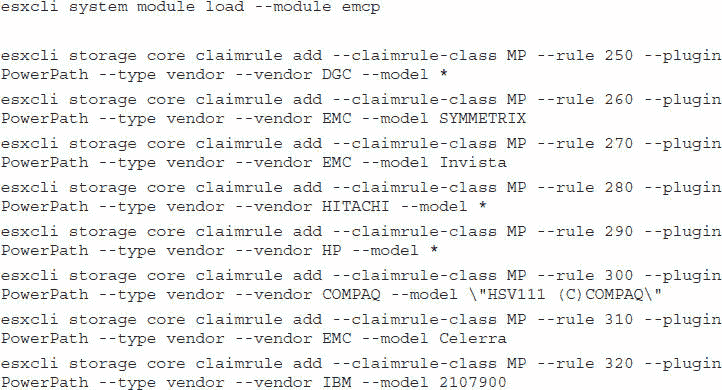 esxcli system module load --module emcp
esxcli storage core claimrule add --claimrule-class MP --rule 250 --plugin
PowerPath --type vendor --vendor DGC --model *
esxcli storage core claimrule add --claimrule-class MP --rule 260 --plugin
PowerPath --type vendor --vendor EMC --model SYMMETRIX
esxcli storage core claimrule add --claimrule-class MP --rule 270 --plugin
PowerPath --type vendor --vendor EMC --model Invista
esxcli storage core claimrule add --claimrule-class MP --rule 280 --plugin
PowerPath --type vendor --vendor HITACHI --model *
esxcli storage core claimrule add --claimrule-class MP --rule 290 --plugin
PowerPath --type vendor --vendor HP --model *
esxcli storage core claimrule add --claimrule-class MP --rule 300 --plugin
PowerPath --type vendor --vendor COMPAQ --model \"HSV111 (C)COMPAQ\"
esxcli storage core claimrule add --claimrule-class MP --rule 310 --plugin
PowerPath --type vendor --vendor EMC --model Celerra
esxcli storage core claimrule add --claimrule-class MP --rule 320 --plugin
PowerPath --type vendor --vendor IBM --model 2107900